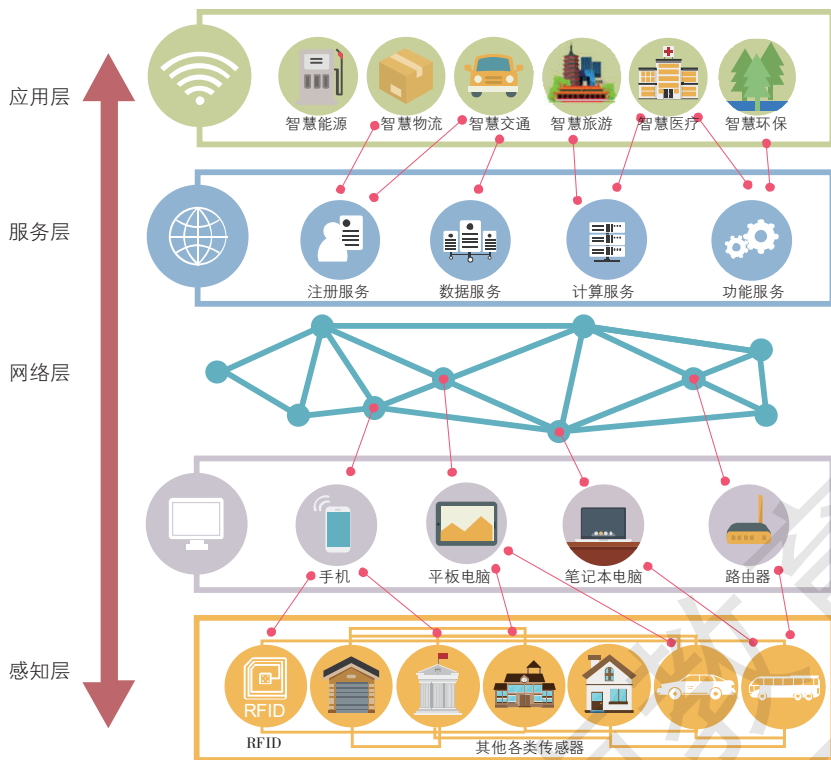 应用层
智慧能源
智慧物流
智慧交通
智慧旅游
智慧医疗
智慧环保
服务层
注册服务
数据服务
计算服务
功能服务
网络层
手机
平板电脑
笔记本电脑
路由器
感知层
RFID
RFID
其他各类传感器